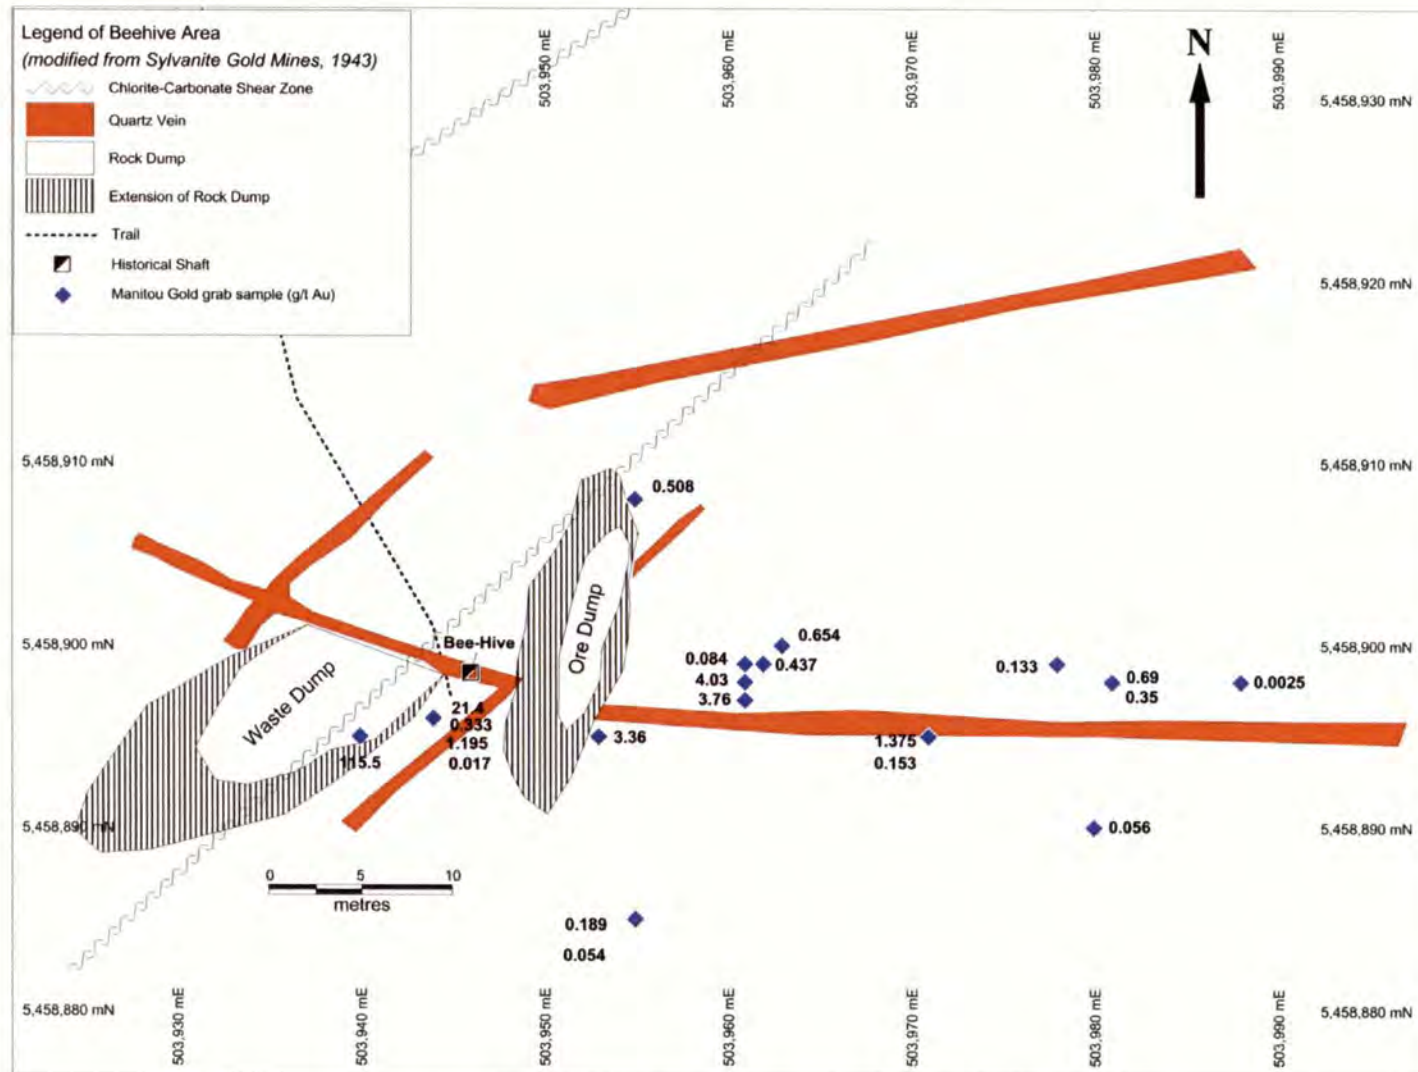 Legend of Beehive Area
(modified from Sylvanite Gold Mines, 1943)
Chlorite-Carbonate Shear Zone
Quartz Vein
Rock Dump
Extension of Rock Dump
Trail
Historical Shaft
Manitou Gold grab sample (g/t Au)
503,950 mE
503,960 mE
503,970 mE
503,980 mE
503,990 mE
N
5,458,930 mN
5,458,920 mN
5,458,910 mN
5,458,910 mN
0.508
Ore Dump
5,458,900 mN
Bee-Hive
0.654
5,458,900 mN
0.084
0.437
0.133
4.03
0.69
0.0025
3.76
0.35
Waste Dump
21.4
0.333
115.5
1.195
0.017
3.36
1.375
0.153
5,458,890 mN
0.056
5,458,890 mN
0 5 10
metres
0.189
0.054
5,458,880 mN
5,458,880 mN
503,930 mE
503,940 mE
503,950 mE
503,960 mE
503,970 mE
503,980 mE
503,990 mE